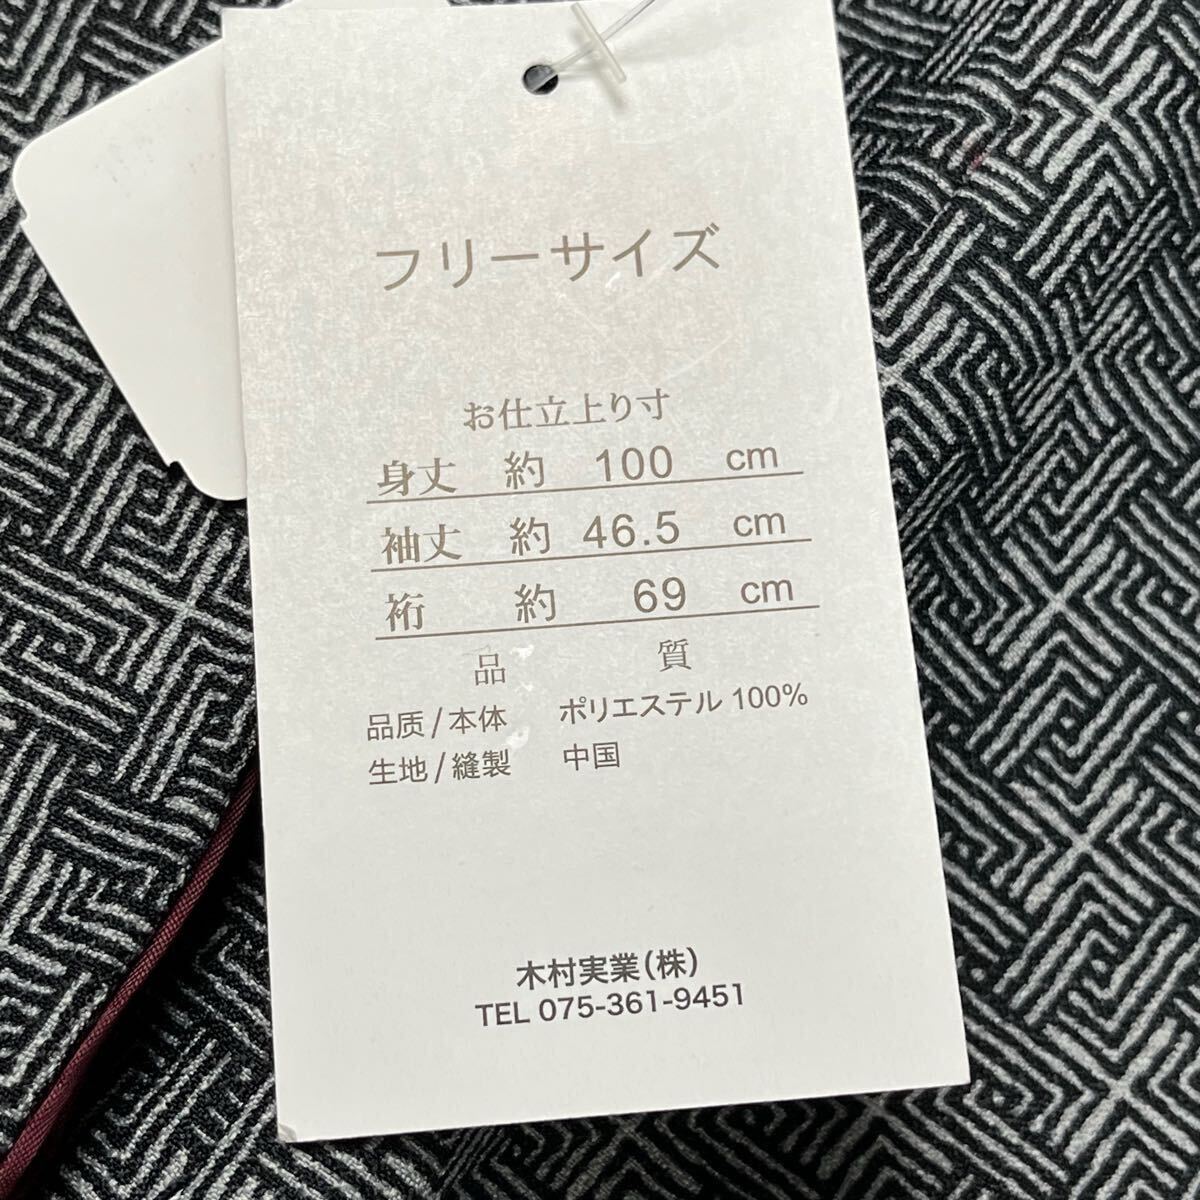 フリーサイズ
お仕立上り寸
身丈 約 100 cm
袖丈 約 46.5 cm
裄 約 69 cm
品 質
品质/本体 ポリエステル 100%
生地/縫製 中国
木村実業(株)
TEL 075-361-9451